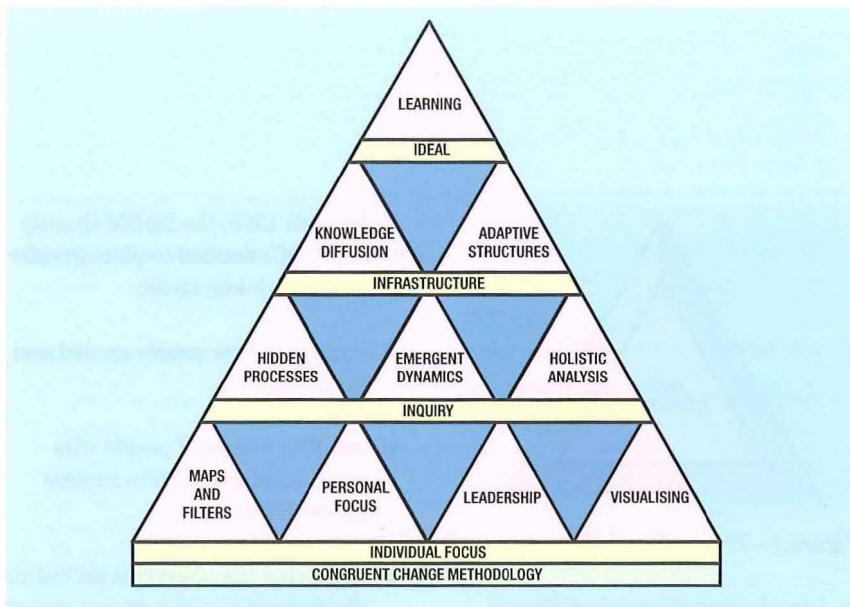 LEARNING
IDEAL
KNOWLEDGE
DIFFUSION
ADAPTIVE
STRUCTURES
INFRASTRUCTURE
HIDDEN
PROCESSES
EMERGENT
DYNAMICS
HOLISTIC
ANALYSIS
INQUIRY
MAPS
AND
FILTERS
PERSONAL
FOCUS
LEADERSHIP
VISUALISING
INDIVIDUAL FOCUS
CONGRUENT CHANGE METHODOLOGY